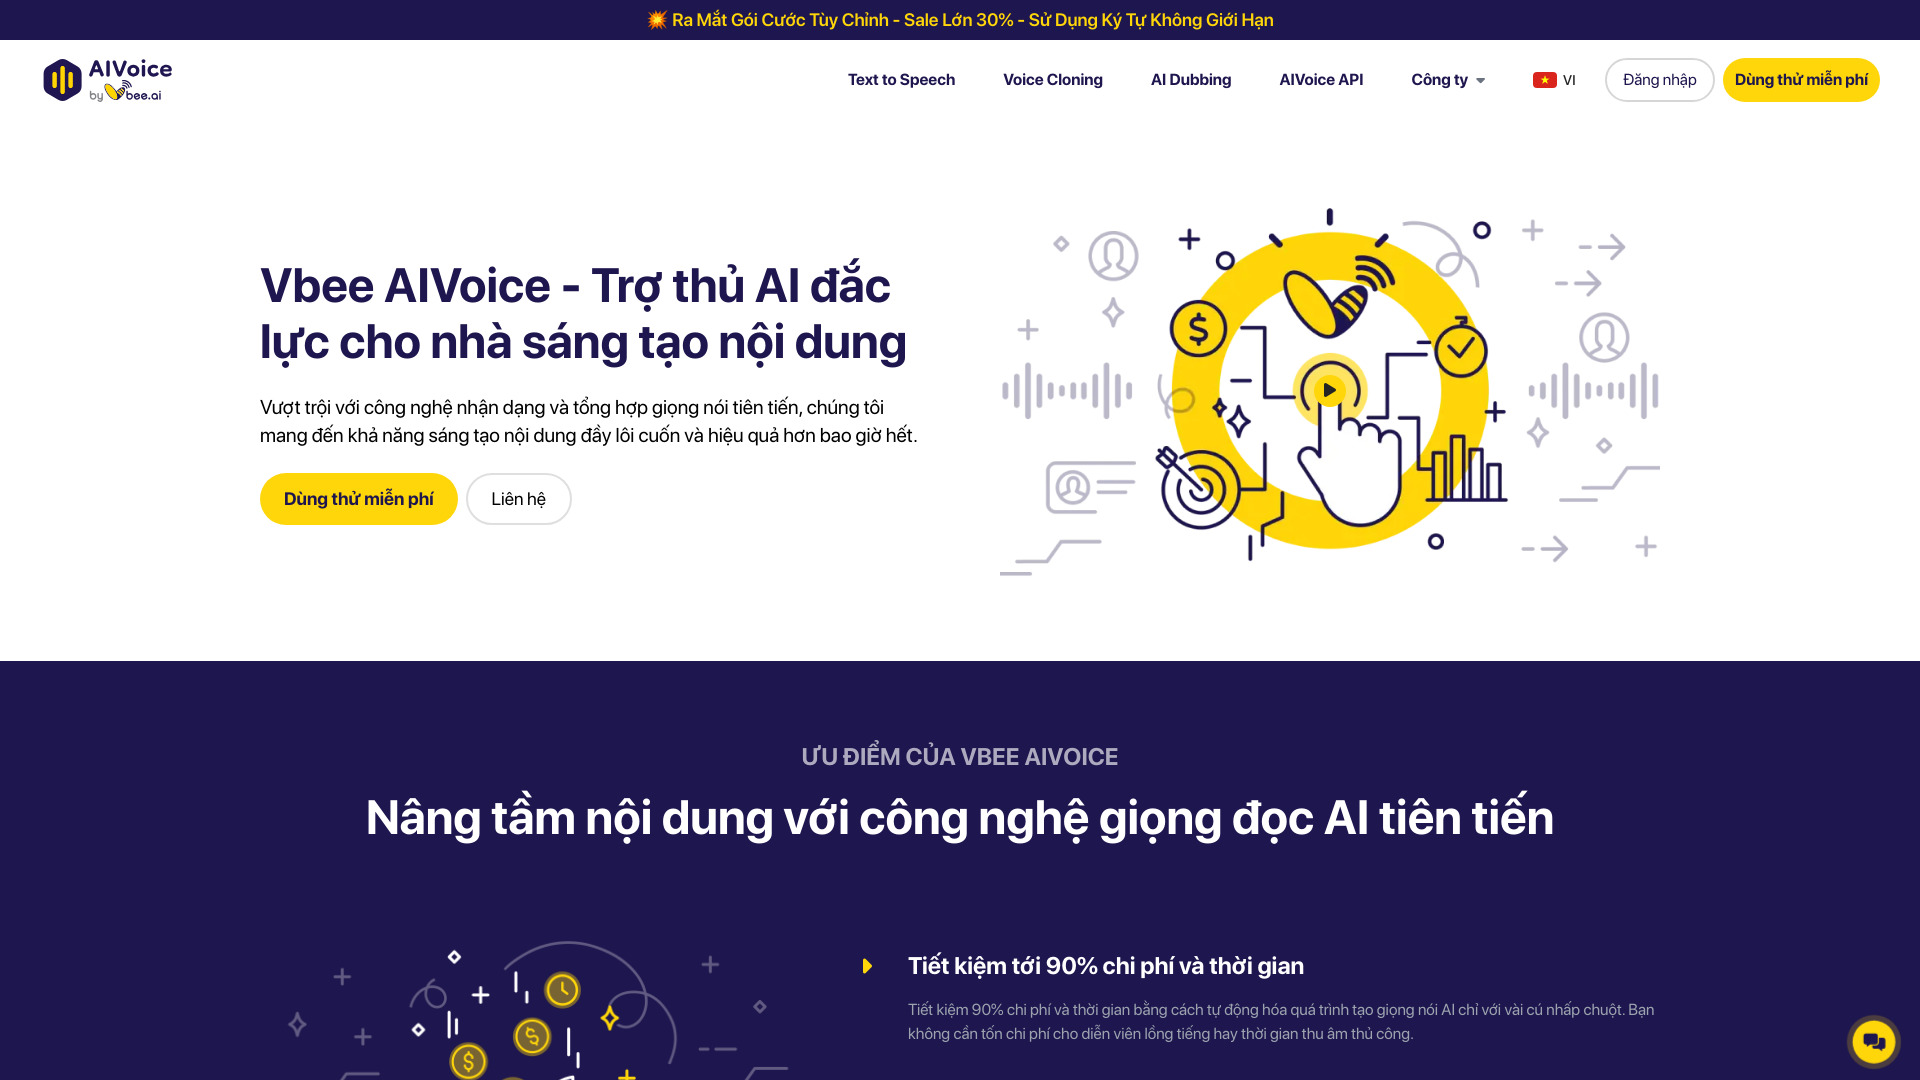 💥 Ra Mắt Gói Cước Tùy Chỉnh - Sale Lớn 30% - Sử Dụng Ký Tự Không Giới Hạn
AIVoice
by Vbee.ai
Text to Speech
Voice Cloning
AI Dubbing
AIVoice API
Công ty
VI
Đăng nhập
Dùng thử miễn phí
Vbee AIVoice - Trợ thủ AI đắc
lực cho nhà sáng tạo nội dung
Vượt trội với công nghệ nhận dạng và tổng hợp giọng nói tiên tiến, chúng tôi
mang đến khả năng sáng tạo nội dung đầy lôi cuốn và hiệu quả hơn bao giờ hết.
Dùng thử miễn phí
Liên hệ
ƯU ĐIỂM CỦA VBEE AIVOICE
Nâng tầm nội dung với công nghệ giọng đọc AI tiên tiến
Tiết kiệm tới 90% chi phí và thời gian
Tiết kiệm 90% chi phí và thời gian bằng cách tự động hóa quá trình tạo giọng nói AI chỉ với vài cú nhấp chuột. Bạn
không cần tốn chi phí cho diễn viên lồng tiếng hay thời gian thu âm thủ công.